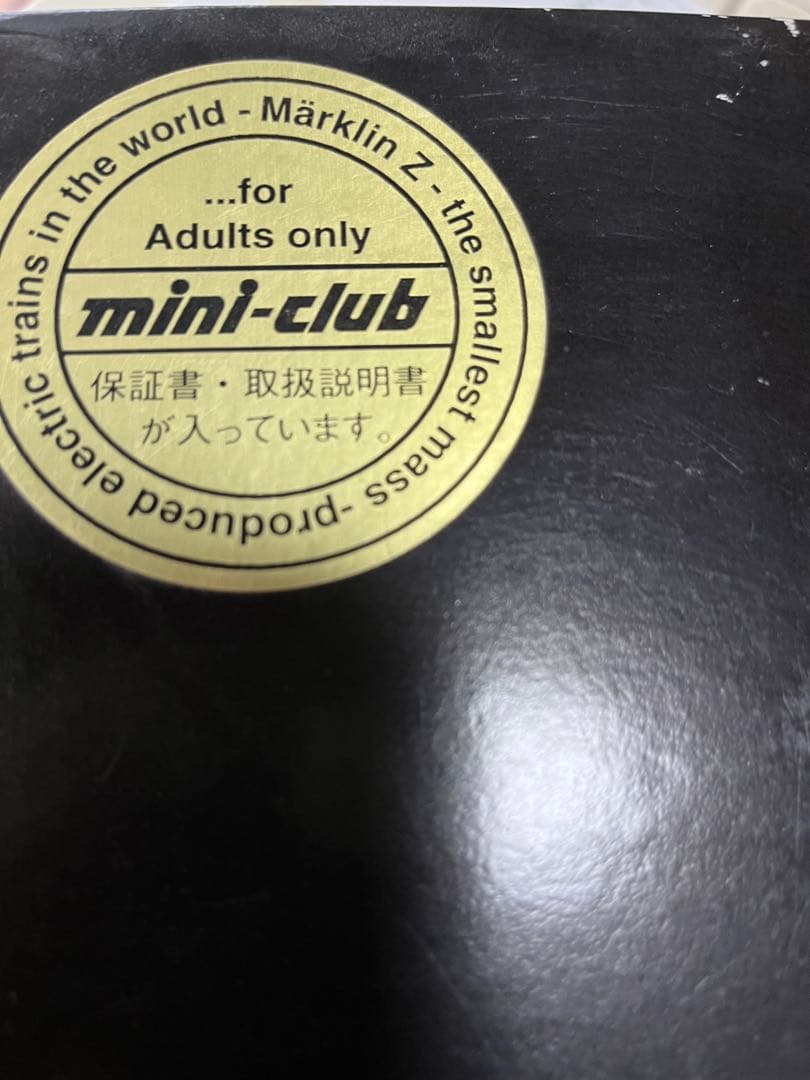 Märklin Z - the smallest mass -produced electric trains in the world -
...for
Adults only
mini-club
保証書・取扱説明書
が入っています。